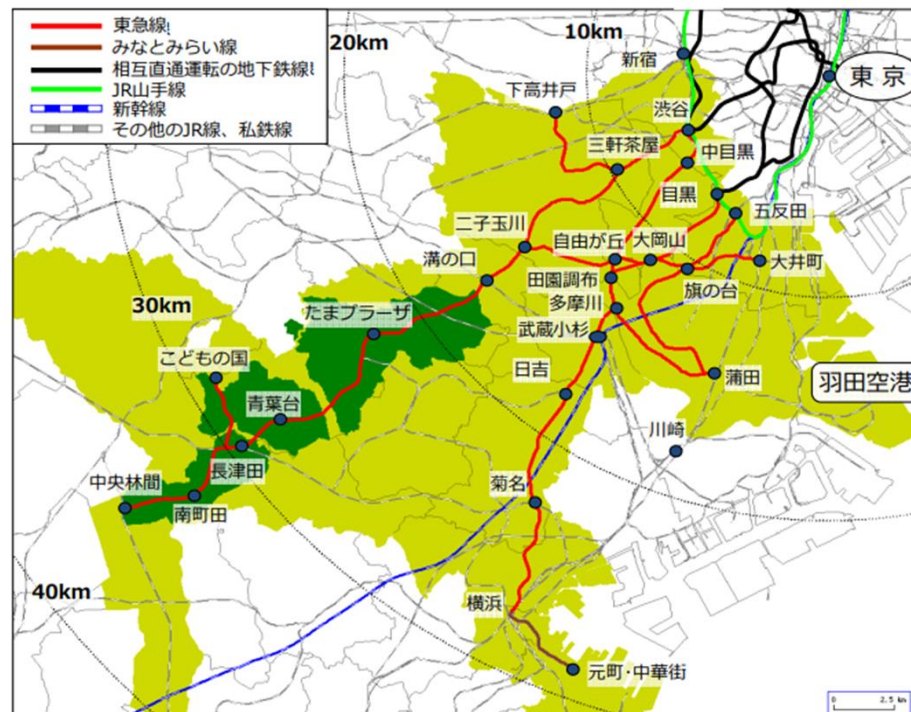 東急線
みなとみらい線
相互直通運転の地下鉄線
JR山手線
新幹線
その他のJR線、私鉄線
20km
10km
新宿
東京
下高井戸
渋谷
三軒茶屋
中目黒
目黒
二子玉川
五反田
自由が丘
大岡山
溝の口
大井町
田園調布
旗の台
多摩川
30km
たまプラーザ
武蔵小杉
こどもの国
日吉
蒲田
羽田空港
青葉台
川崎
長津田
中央林間
菊名
南町田
40km
横浜
元町・中華街
0 2.5 km